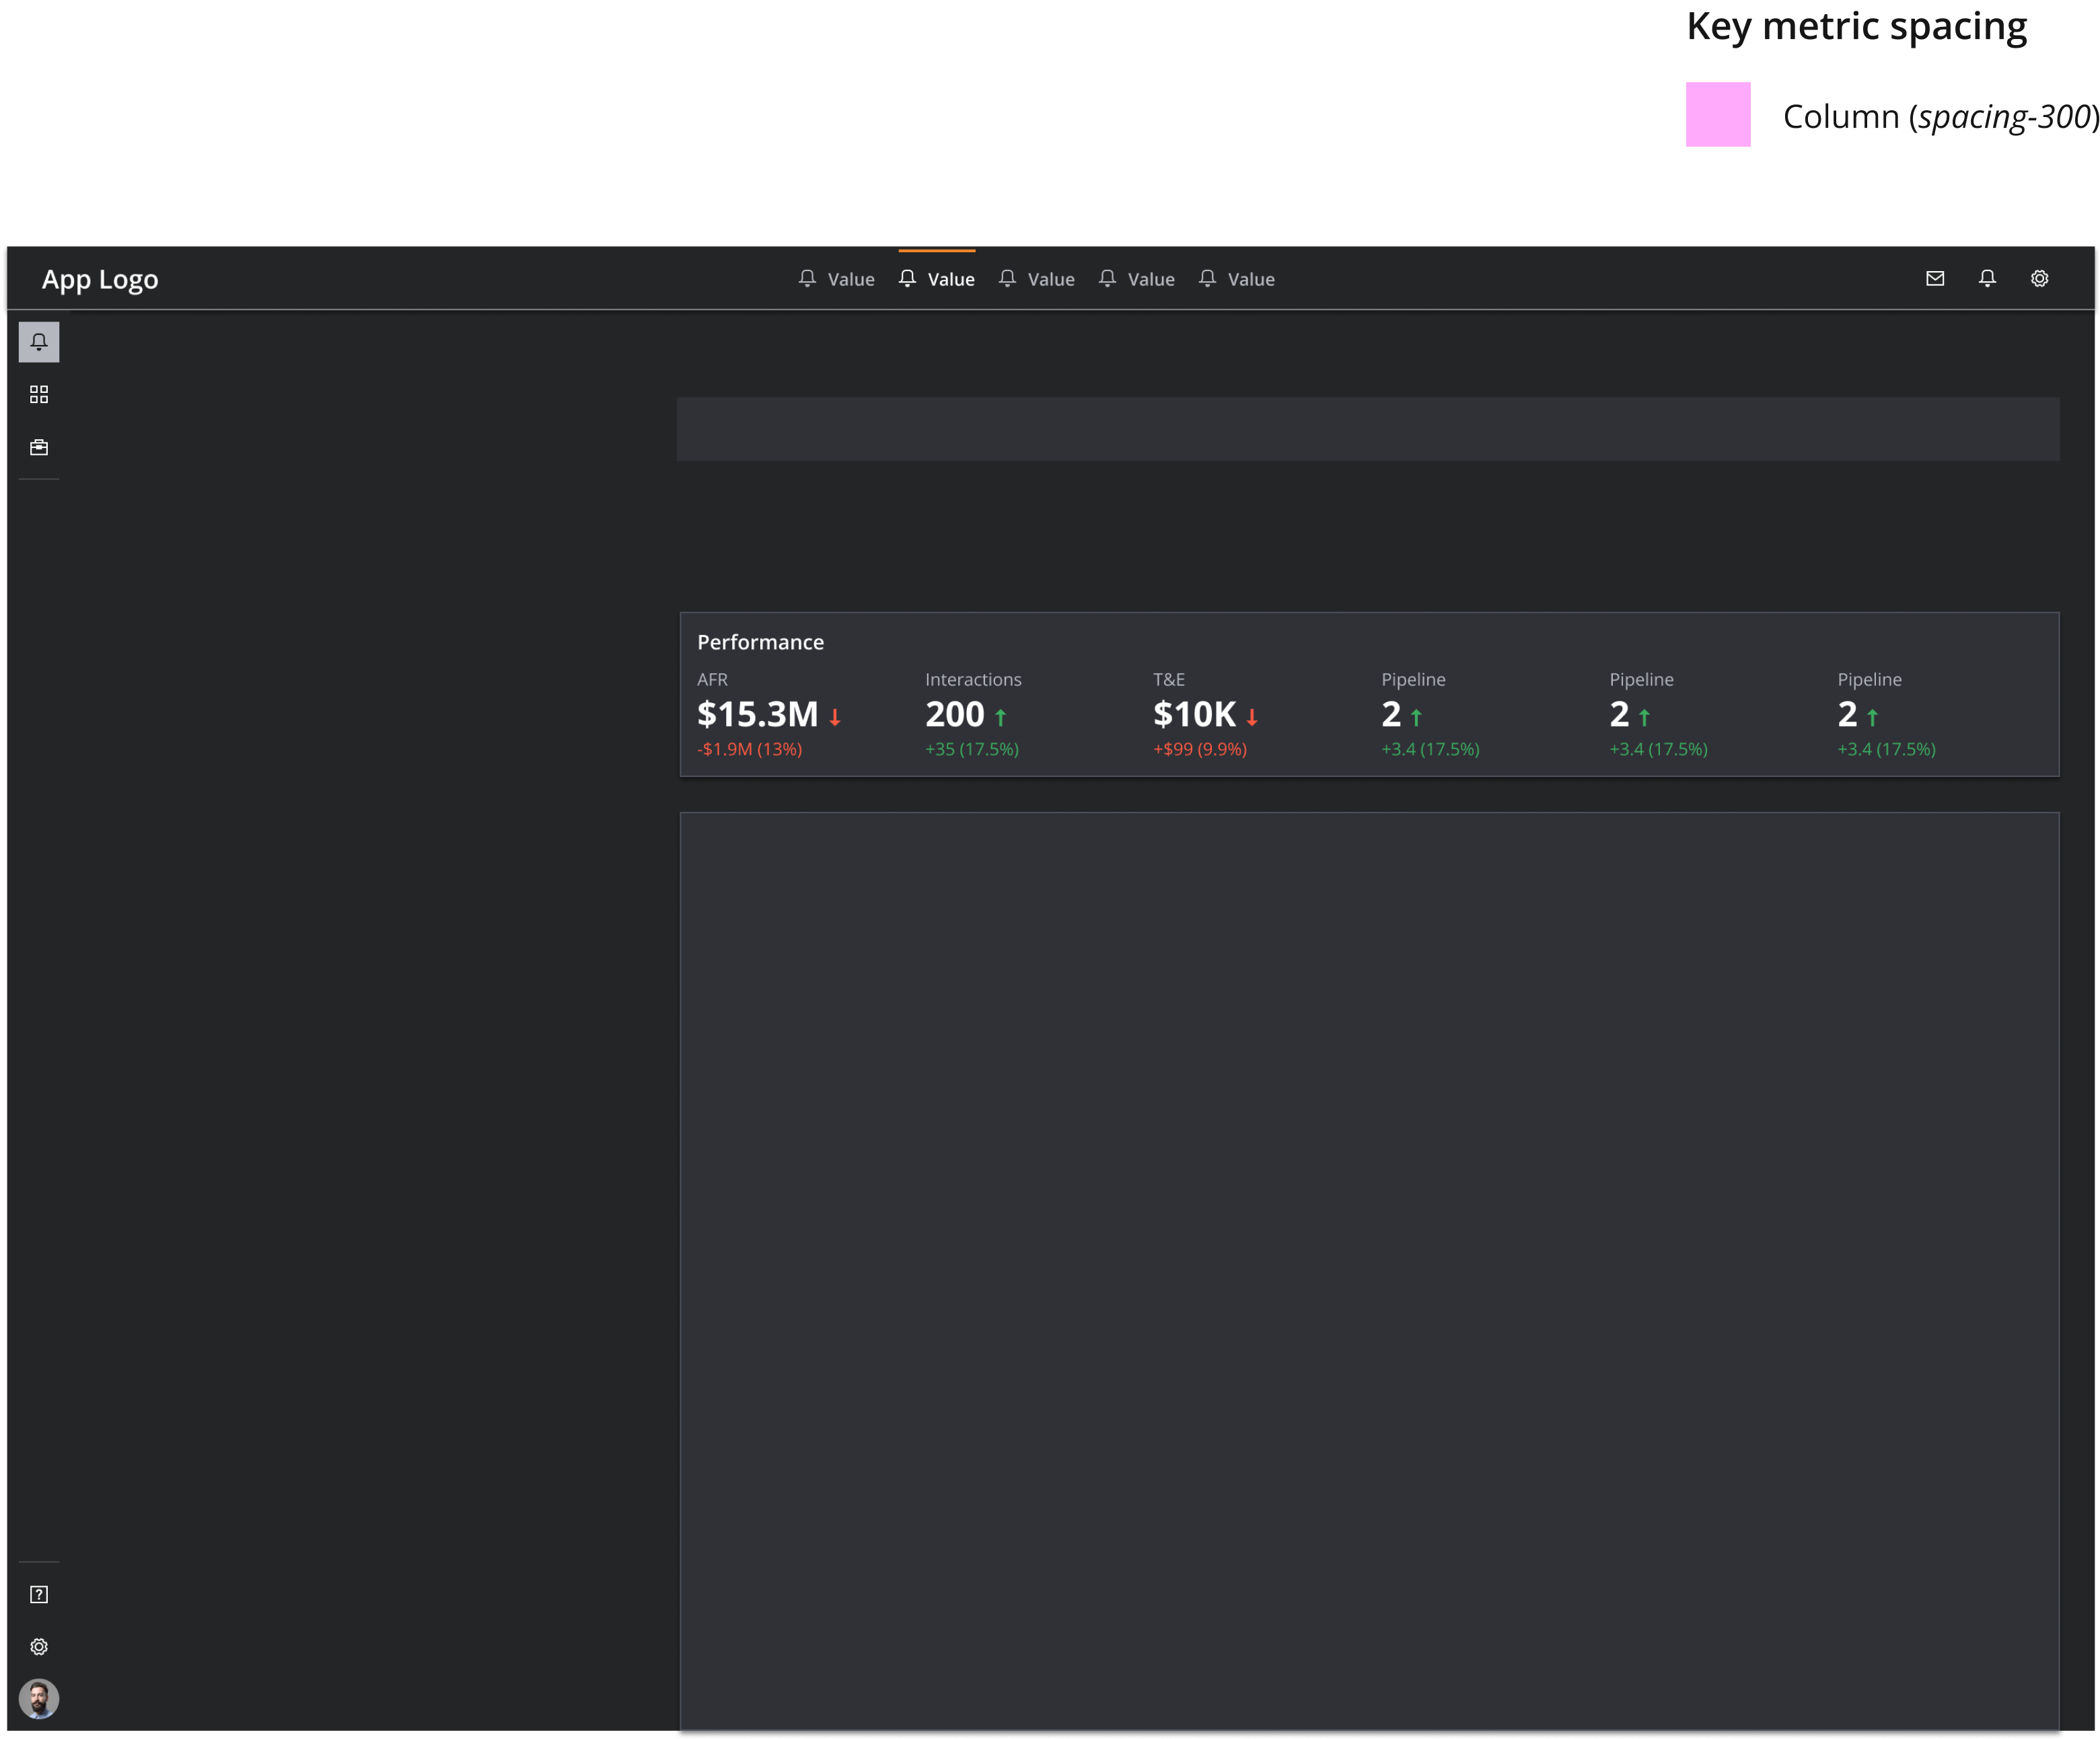 Key metric spacing
Column (spacing-300)
App Logo
Value Value Value Value Value
Performance
AFR Interactions T&E Pipeline Pipeline Pipeline
$15.3M 200 $10K 2 2 2
-$1.9M (13%) +35 (17.5%) +$99 (9.9%) +3.4 (17.5%) +3.4 (17.5%) +3.4 (17.5%)
?